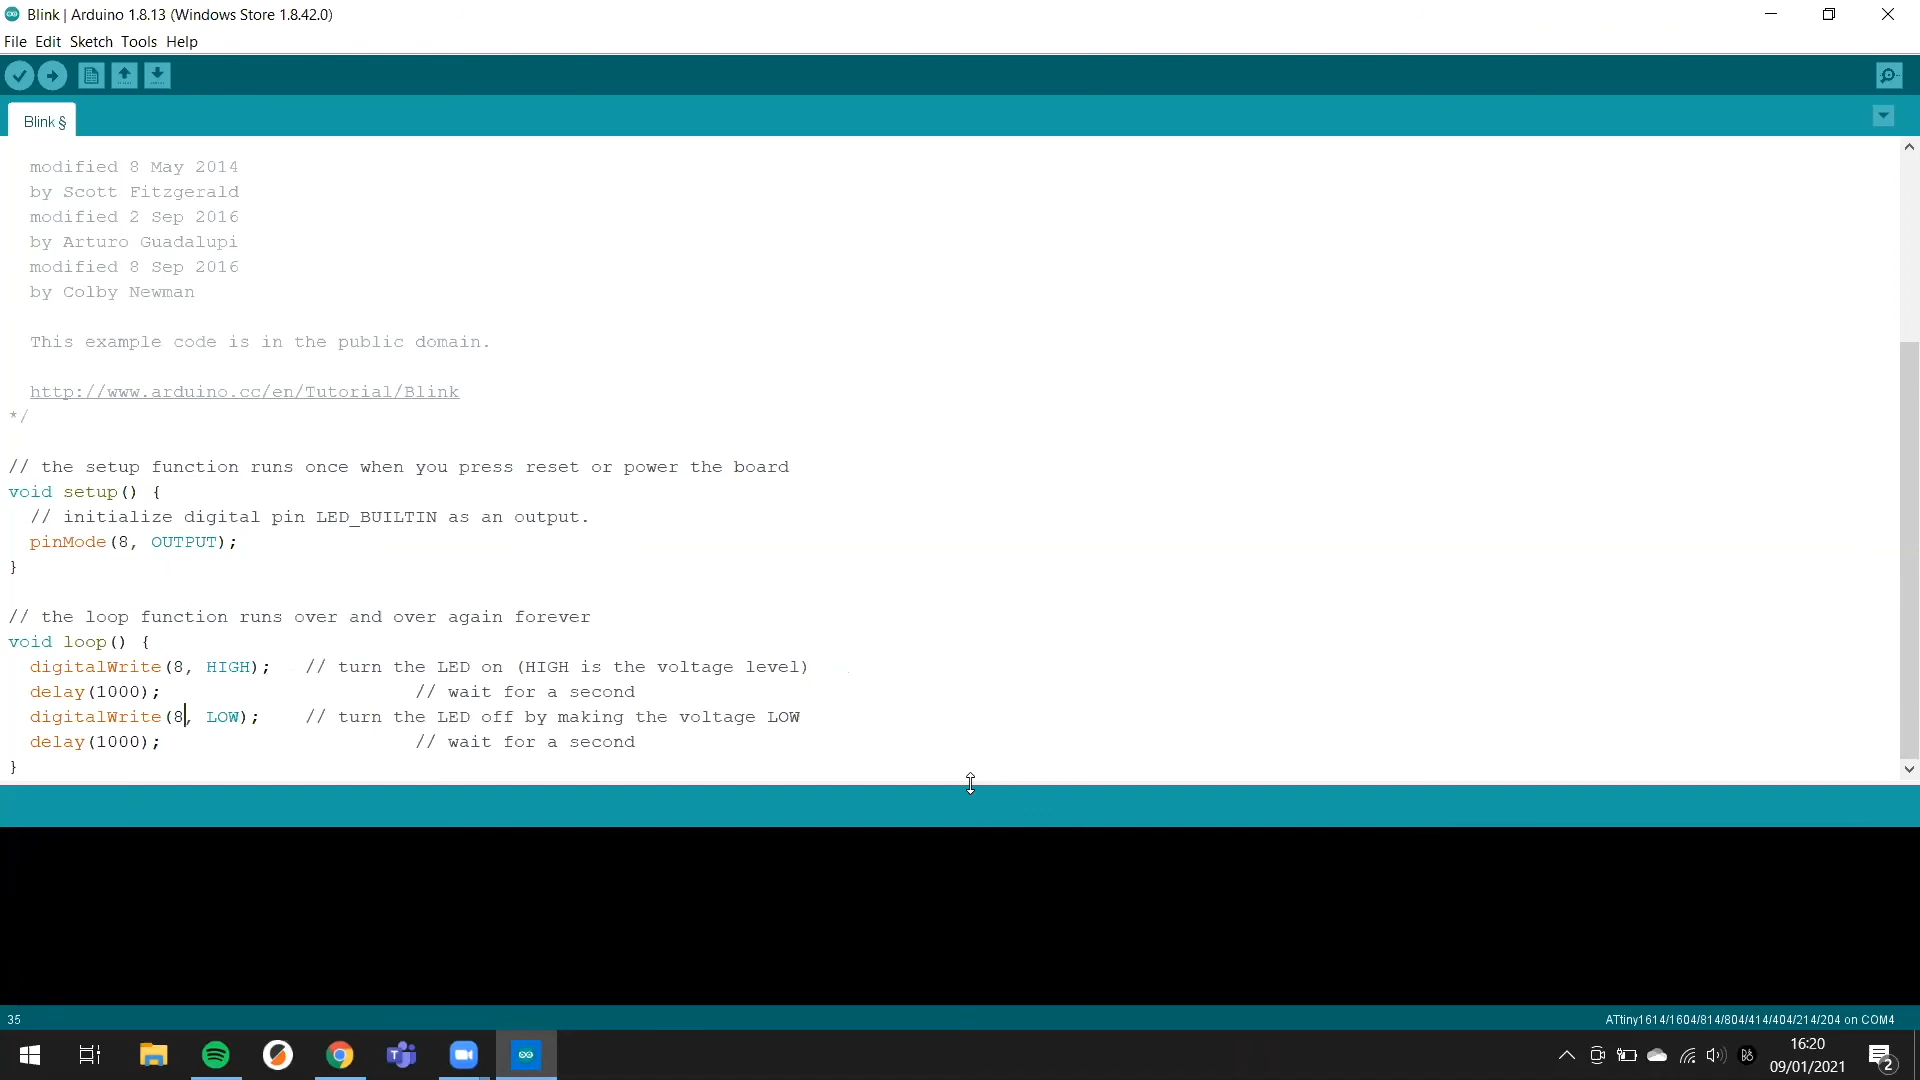 Blink | Arduino 1.8.13 (Windows Store 1.8.42.0)
File Edit Sketch Tools Help
Blink §
modified 8 May 2014
by Scott Fitzgerald
modified 2 Sep 2016
by Arturo Guadalupi
modified 8 Sep 2016
by Colby Newman
This example code is in the public domain.
http://www.arduino.cc/en/Tutorial/Blink
*/
// the setup function runs once when you press reset or power the board
void setup() {
// initialize digital pin LED_BUILTIN as an output.
pinMode(8, OUTPUT);
}
// the loop function runs over and over again forever
void loop() {
digitalWrite(8, HIGH);   // turn the LED on (HIGH is the voltage level)
delay(1000);                       // wait for a second
digitalWrite(8, LOW);    // turn the LED off by making the voltage LOW
delay(1000);                       // wait for a second
}
35
ATtiny1614/1604/814/804/414/404/214/204 on COM4
16:20
09/01/2021
2